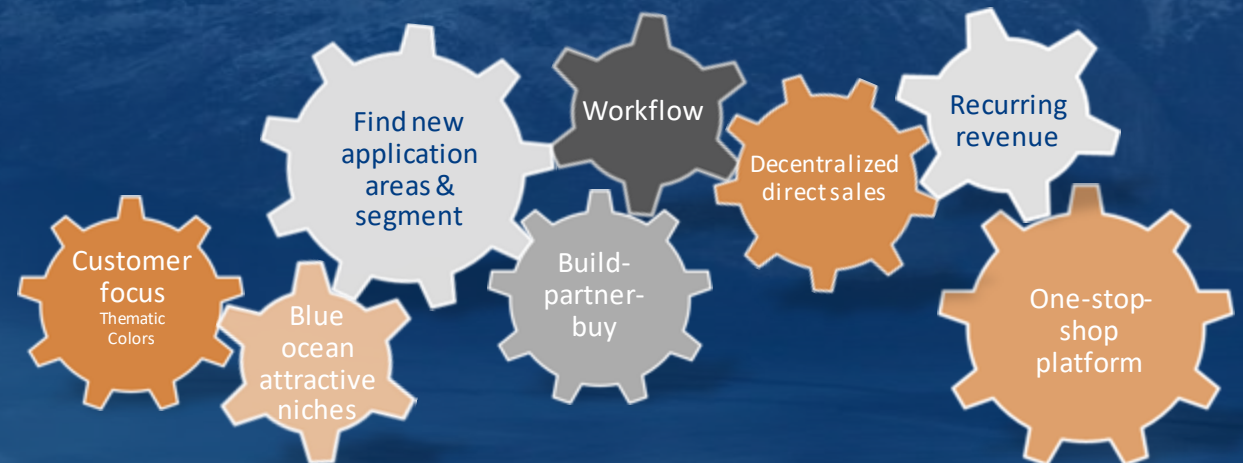 Customer
focus
Thematic
Colors
Blue
ocean
attractive
niches
Find new
application
areas &
segment
Build-
partner-
buy
Workflow
Decentralized
direct sales
Recurring
revenue
One-stop-
shop
platform